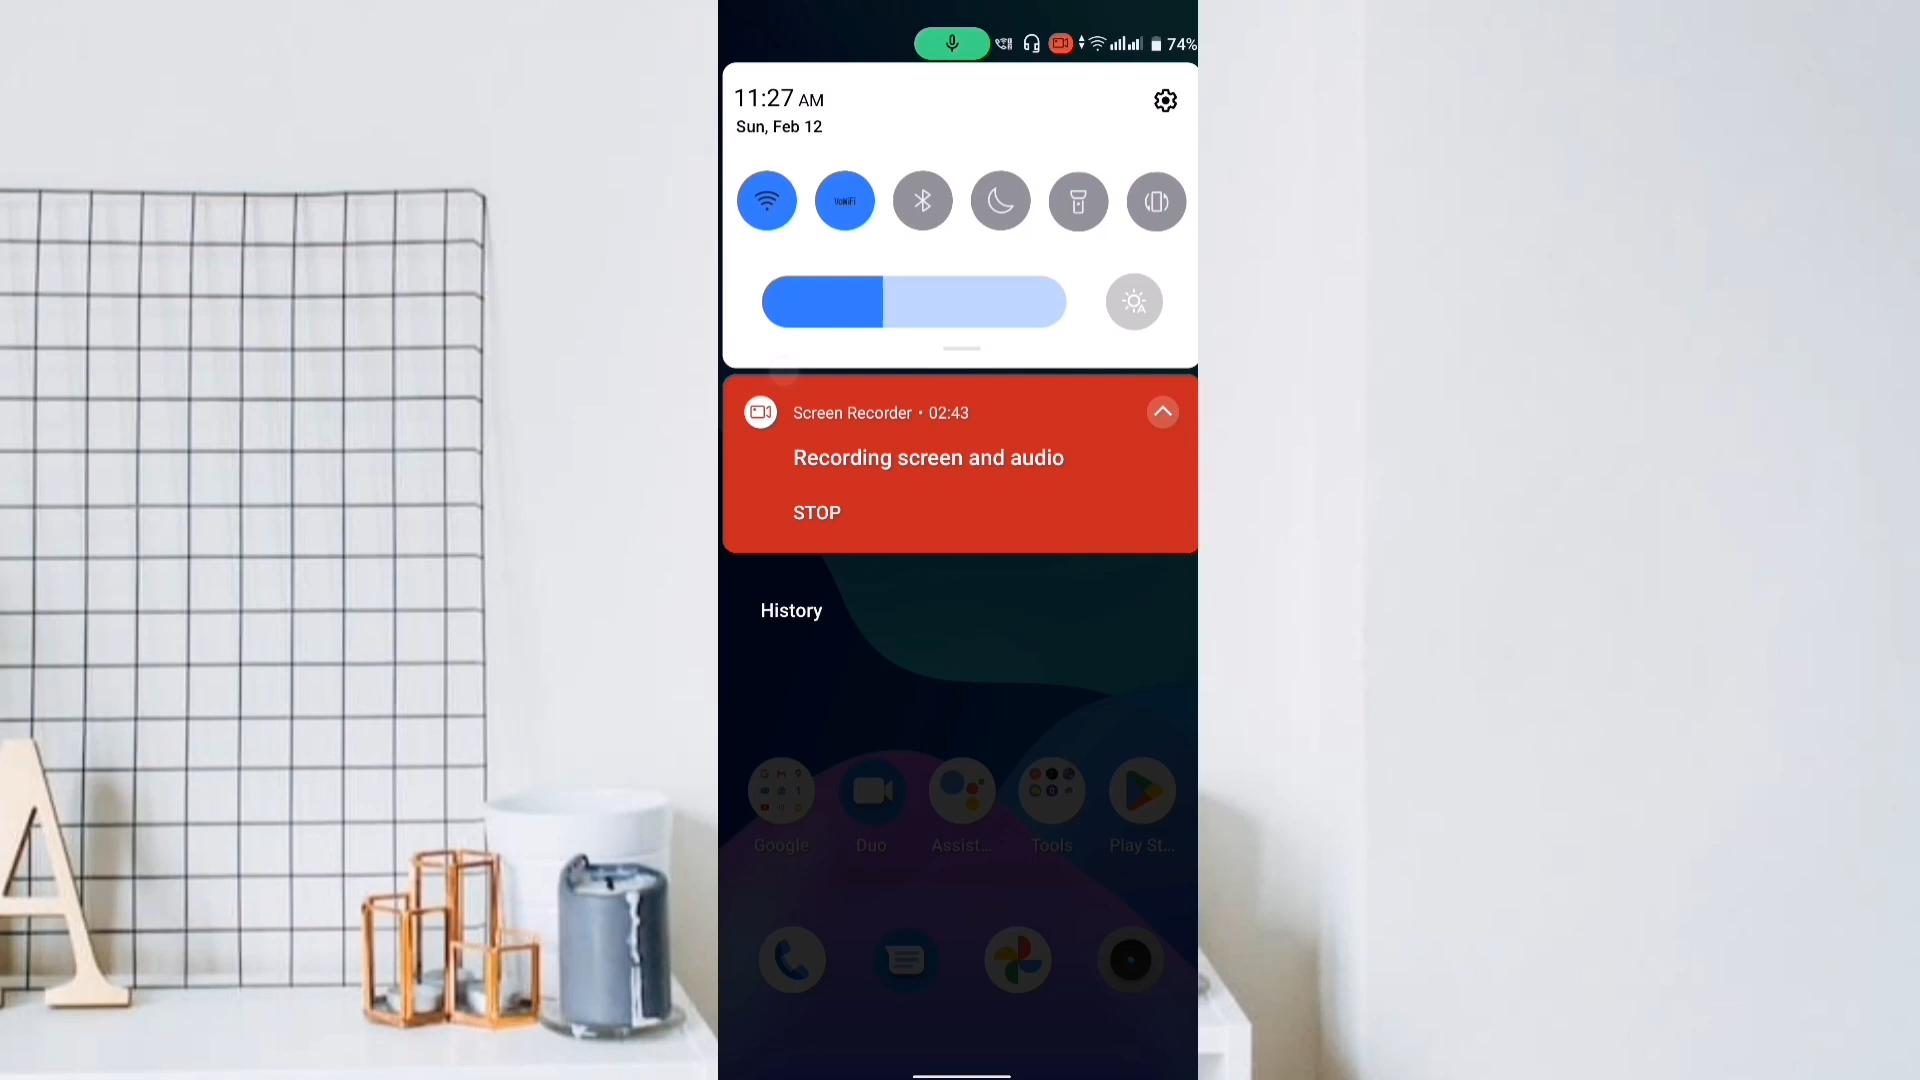 74%
11:27 AM
Sun, Feb 12
VoWiFi
A
Screen Recorder • 02:43
Recording screen and audio
STOP
History
Google
Duo
Assist...
Tools
Play St...
A